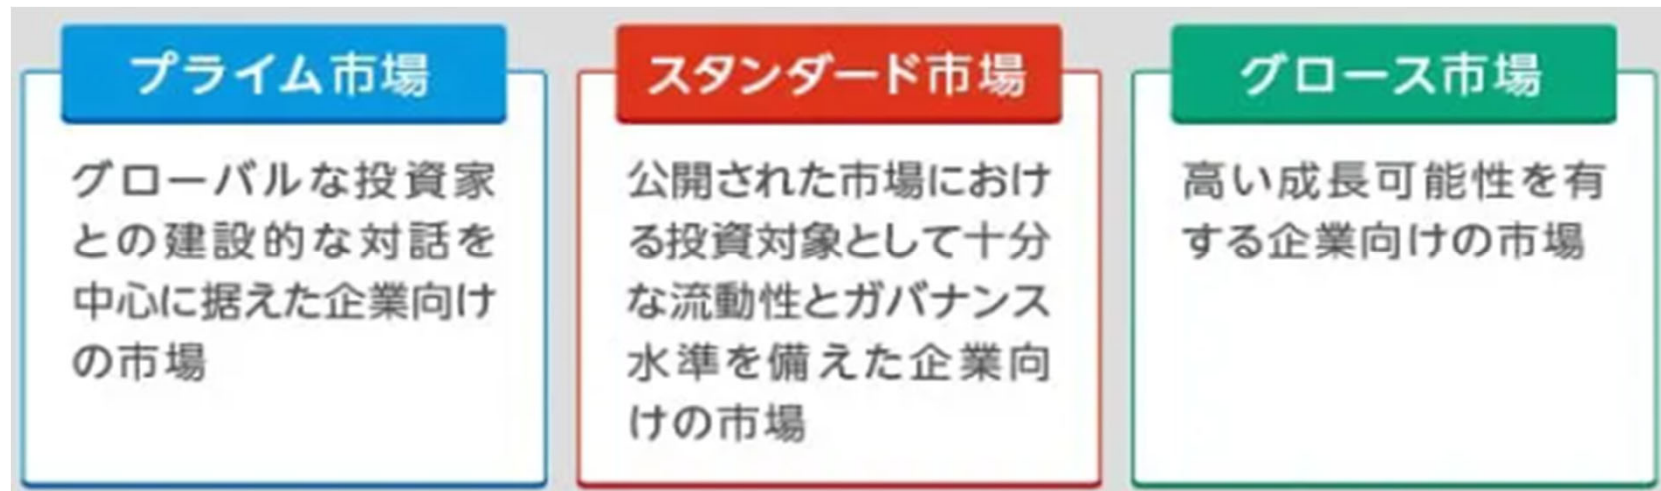 プライム市場
グローバルな投資家
との建設的な対話を
中心に据えた企業向け
の市場
スタンダード市場
公開された市場におけ
る投資対象として十分
な流動性とガバナンス
水準を備えた企業向
けの市場
グロース市場
高い成長可能性を有
する企業向けの市場